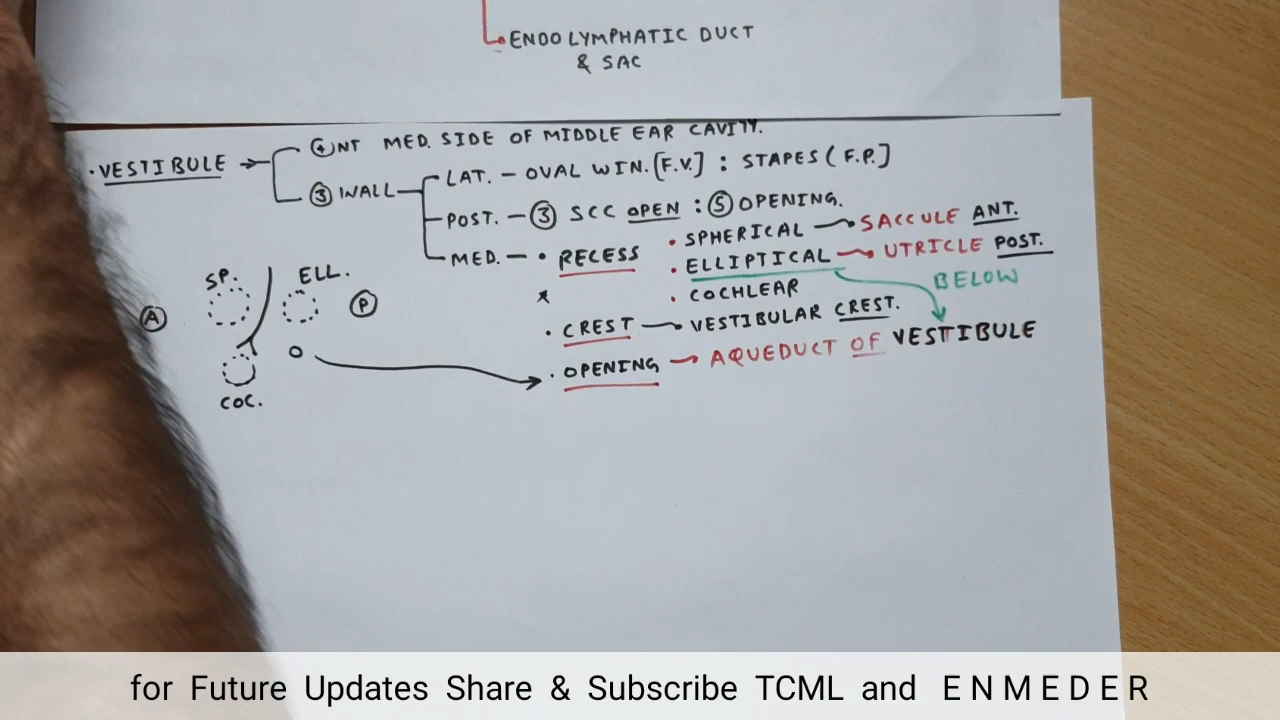 ENDOLYMPHATIC DUCT
& SAC
. VESTIBULE → MED. SIDE OF MIDDLE EAR CAVITY.
③ WALL LAT. - OVAL WIN. [F.V.] : STAPES (F.P.)
POST. - ③ SCC OPEN : ⑤ OPENING.
MED. - • RECESS • SPHERICAL → SACCULE ANT.
• ELLIPTICAL → UTRICLE POST.
• COCHLEAR
BELOW
• CREST → VESTIBULAR CREST.
• OPENING → AQUEDUCT OF VESTIBULE
SP. ELL.
Ⓐ Ⓟ
COC.
for Future Updates Share & Subscribe TCML and E N M E D E R